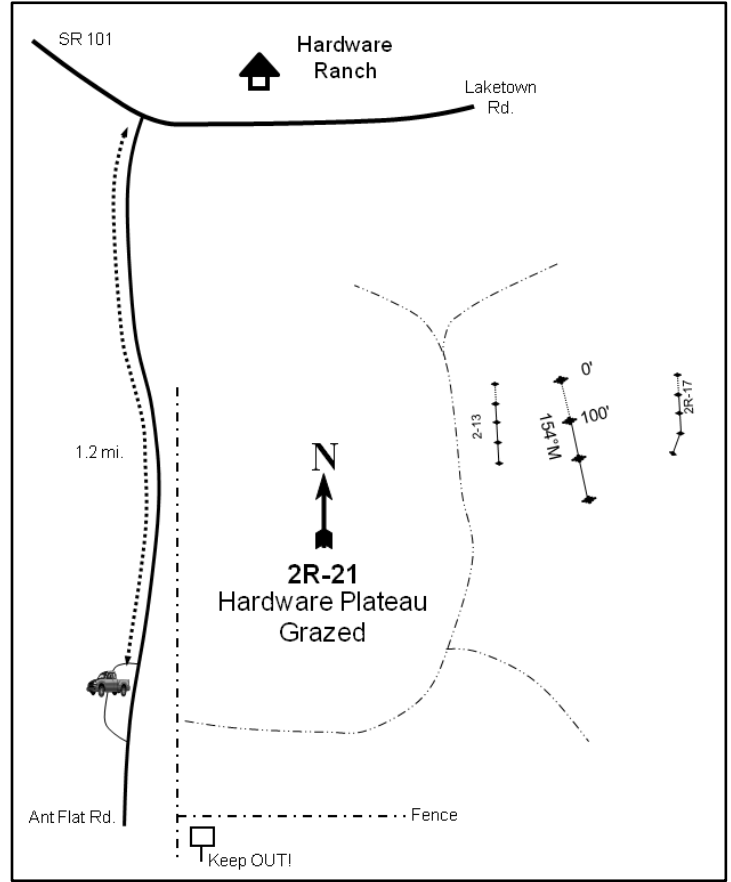 SR 101
Hardware
Ranch
Laketown
Rd.
0'
100'
154°M
2-13
2R-17
1.2 mi.
N
2R-21
Hardware Plateau
Grazed
Ant Flat Rd.
Fence
Keep OUT!